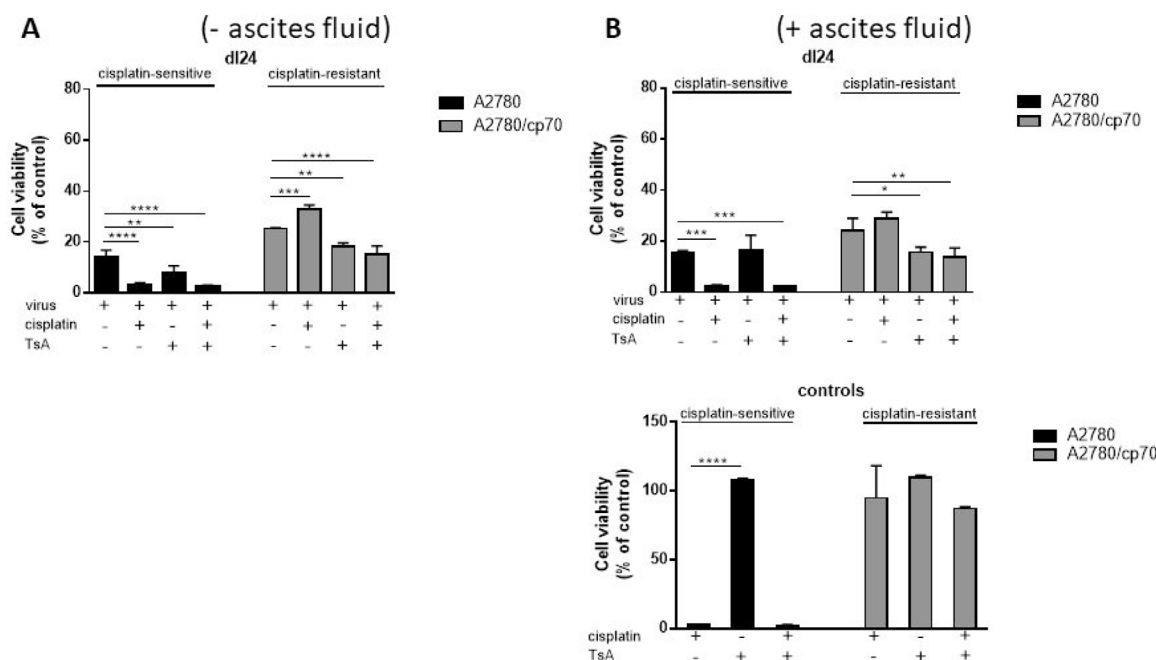 A (- ascites fluid)
dl24
cisplatin-sensitive cisplatin-resistant
A2780
A2780/cp70
Cell viability
(% of control)
80
60
40
20
0
**** 
**
****
****
**
***
virus + + + + + + + +
cisplatin - + - + - + - +
TsA - - + + - - + +
B (+ ascites fluid)
dl24
cisplatin-sensitive cisplatin-resistant
A2780
A2780/cp70
Cell viability
(% of control)
80
60
40
20
0
***
***
**
*
virus + + + + + + + +
cisplatin - + - + - + - +
TsA - - + + - - + +
controls
cisplatin-sensitive cisplatin-resistant
A2780
A2780/cp70
Cell viability
(% of control)
150
100
50
0
****
cisplatin + - + + - +
TsA - + + - + +